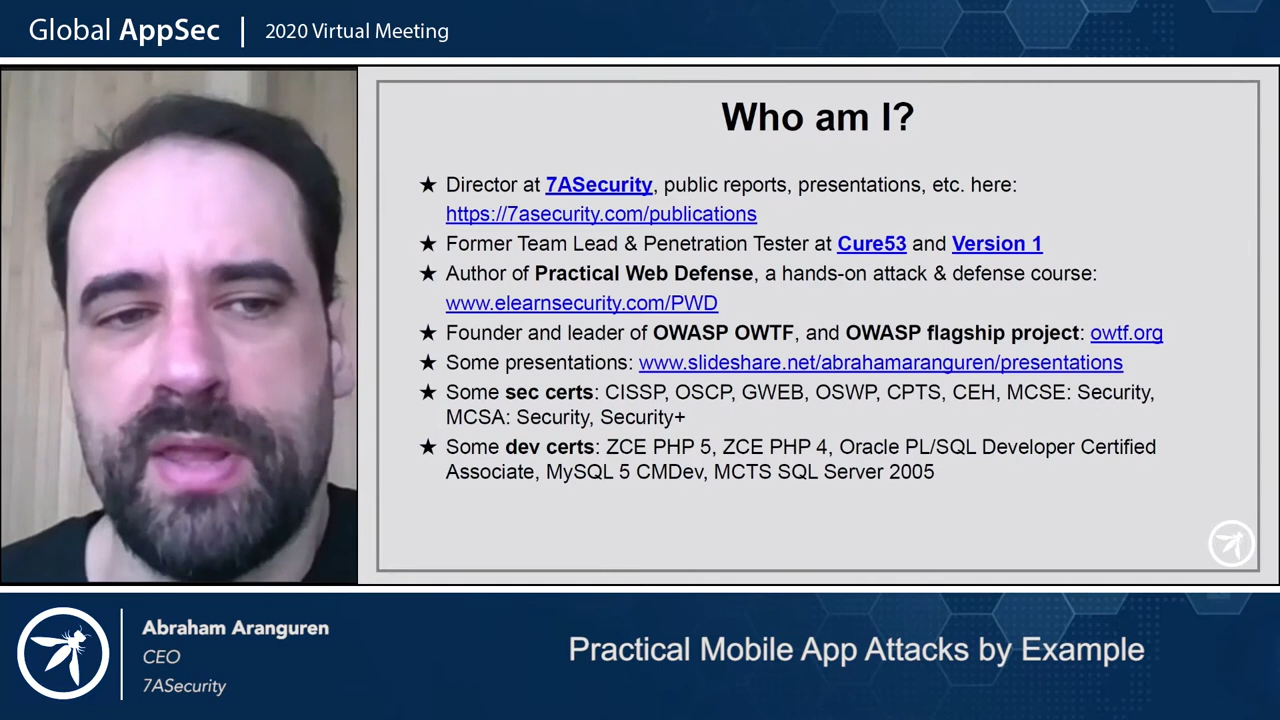 Global AppSec | 2020 Virtual Meeting
Who am I?
★ Director at 7ASecurity, public reports, presentations, etc. here:
https://7asecurity.com/publications
★ Former Team Lead & Penetration Tester at Cure53 and Version 1
★ Author of Practical Web Defense, a hands-on attack & defense course:
www.elearnsecurity.com/PWD
★ Founder and leader of OWASP OWTF, and OWASP flagship project: owtf.org
★ Some presentations: www.slideshare.net/abrahamaranguren/presentations
★ Some sec certs: CISSP, OSCP, GWEB, OSWP, CPTS, CEH, MCSE: Security,
MCSA: Security, Security+
★ Some dev certs: ZCE PHP 5, ZCE PHP 4, Oracle PL/SQL Developer Certified
Associate, MySQL 5 CMDev, MCTS SQL Server 2005
Abraham Aranguren
CEO
7ASecurity
Practical Mobile App Attacks by Example